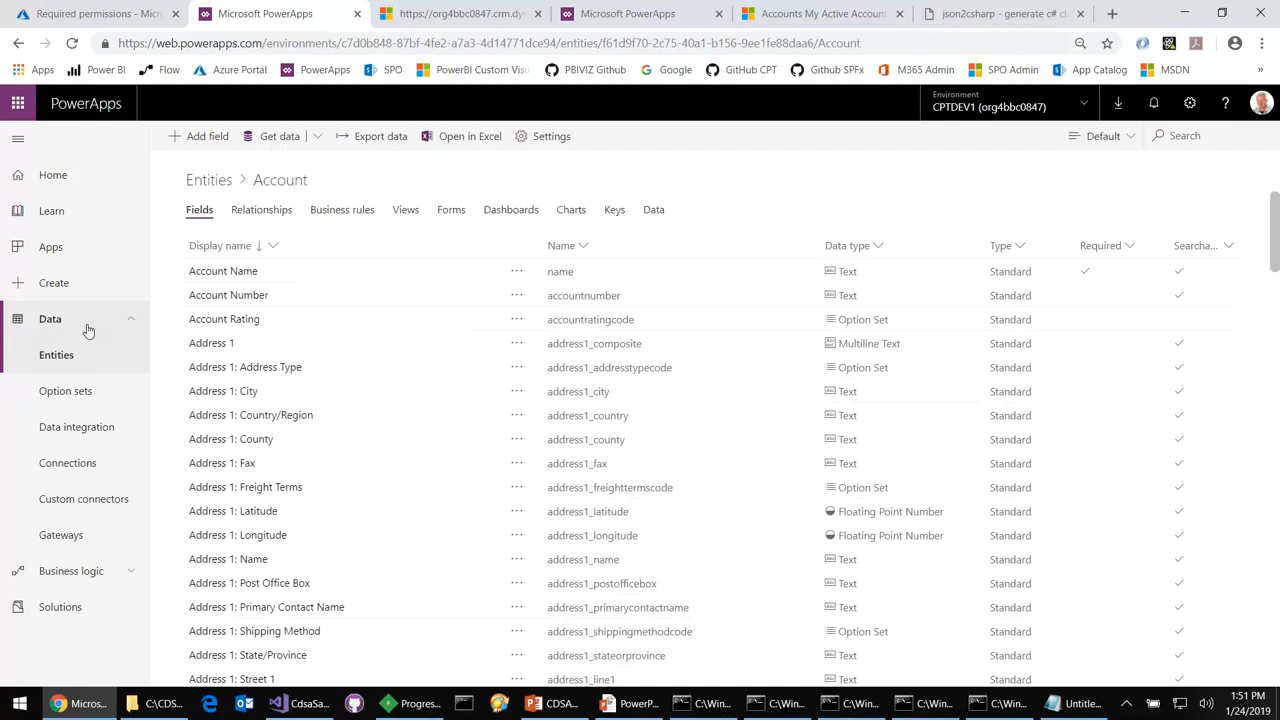 Required permissions - Micros
Microsoft PowerApps
https://org4bbc0847.crm.dyn
Microsoft PowerApps
Accounts My Active Account
json2csharp - generate c# cl
https://web.powerapps.com/environments/c7d0b848-87bf-4fe2-a7a3-4d14771dce94/entities/f61d9f70-2c75-40a1-b156-9ee1fe88daa6/Account
Apps
Power BI
Flow
Azure Portal
PowerApps
SPO
PowerBI Custom Visu
PBIVIZ Github
Google
GitHub CPT
Github SPFx
M365 Admin
SPO Admin
App Catalog
MSDN
»
PowerApps
Environment
CPTDEV1 (org4bbc0847)
Add field
Get data
Export data
Open in Excel
Settings
Default
Search
Home
Learn
Apps
Create
Data
Entities
Option sets
Data integration
Connections
Custom connectors
Gateways
Business logic
Solutions
Entities > Account
Fields Relationships Business rules Views Forms Dashboards Charts Keys Data
Display name ↓ Name Data type Type Required Searcha...
Account Name ··· name Text Standard
Account Number ··· accountnumber Text Standard
Account Rating ··· accountratingcode Option Set Standard
Address 1 ··· address1_composite Multiline Text Standard
Address 1: Address Type ··· address1_addresstypecode Option Set Standard
Address 1: City ··· address1_city Text Standard
Address 1: Country/Region ··· address1_country Text Standard
Address 1: County ··· address1_county Text Standard
Address 1: Fax ··· address1_fax Text Standard
Address 1: Freight Terms ··· address1_freighttermscode Option Set Standard
Address 1: Latitude ··· address1_latitude Floating Point Number Standard
Address 1: Longitude ··· address1_longitude Floating Point Number Standard
Address 1: Name ··· address1_name Text Standard
Address 1: Post Office Box ··· address1_postofficebox Text Standard
Address 1: Primary Contact Name ··· address1_primarycontactname Text Standard
Address 1: Shipping Method ··· address1_shippingmethodcode Option Set Standard
Address 1: State/Province ··· address1_stateorprovince Text Standard
Address 1: Street 1 ··· address1_line1 Text Standard
Micros...
C:\CDS...
CdsaSa...
Progres...
CDSA...
PowerP...
C:\Win...
C:\Win...
C:\Win...
C:\Win...
C:\Win...
Untitle...
1:51 PM
1/24/2019